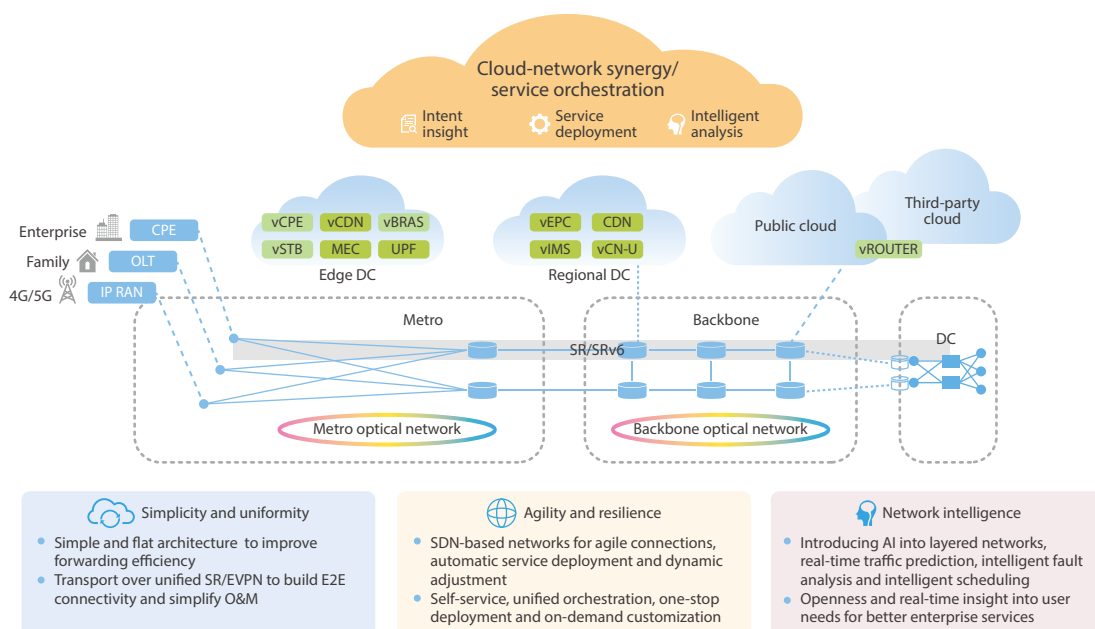 Cloud-network synergy/
service orchestration
Intent
insight
Service
deployment
Intelligent
analysis
Enterprise
CPE
Family
OLT
4G/5G
IP RAN
vCPE
vCDN
vBRAS
vSTB
MEC
UPF
Edge DC
vEPC
CDN
vIMS
vCN-U
Regional DC
Public cloud
Third-party
cloud
vROUTER
Metro
Backbone
DC
SR/SRv6
Metro optical network
Backbone optical network
Simplicity and uniformity
Simple and flat architecture to improve
forwarding efficiency
Transport over unified SR/EVPN to build E2E
connectivity and simplify O&M
Agility and resilience
SDN-based networks for agile connections,
automatic service deployment and dynamic
adjustment
Self-service, unified orchestration, one-stop
deployment and on-demand customization
Network intelligence
Introducing AI into layered networks,
real-time traffic prediction, intelligent fault
analysis and intelligent scheduling
Openness and real-time insight into user
needs for better enterprise services